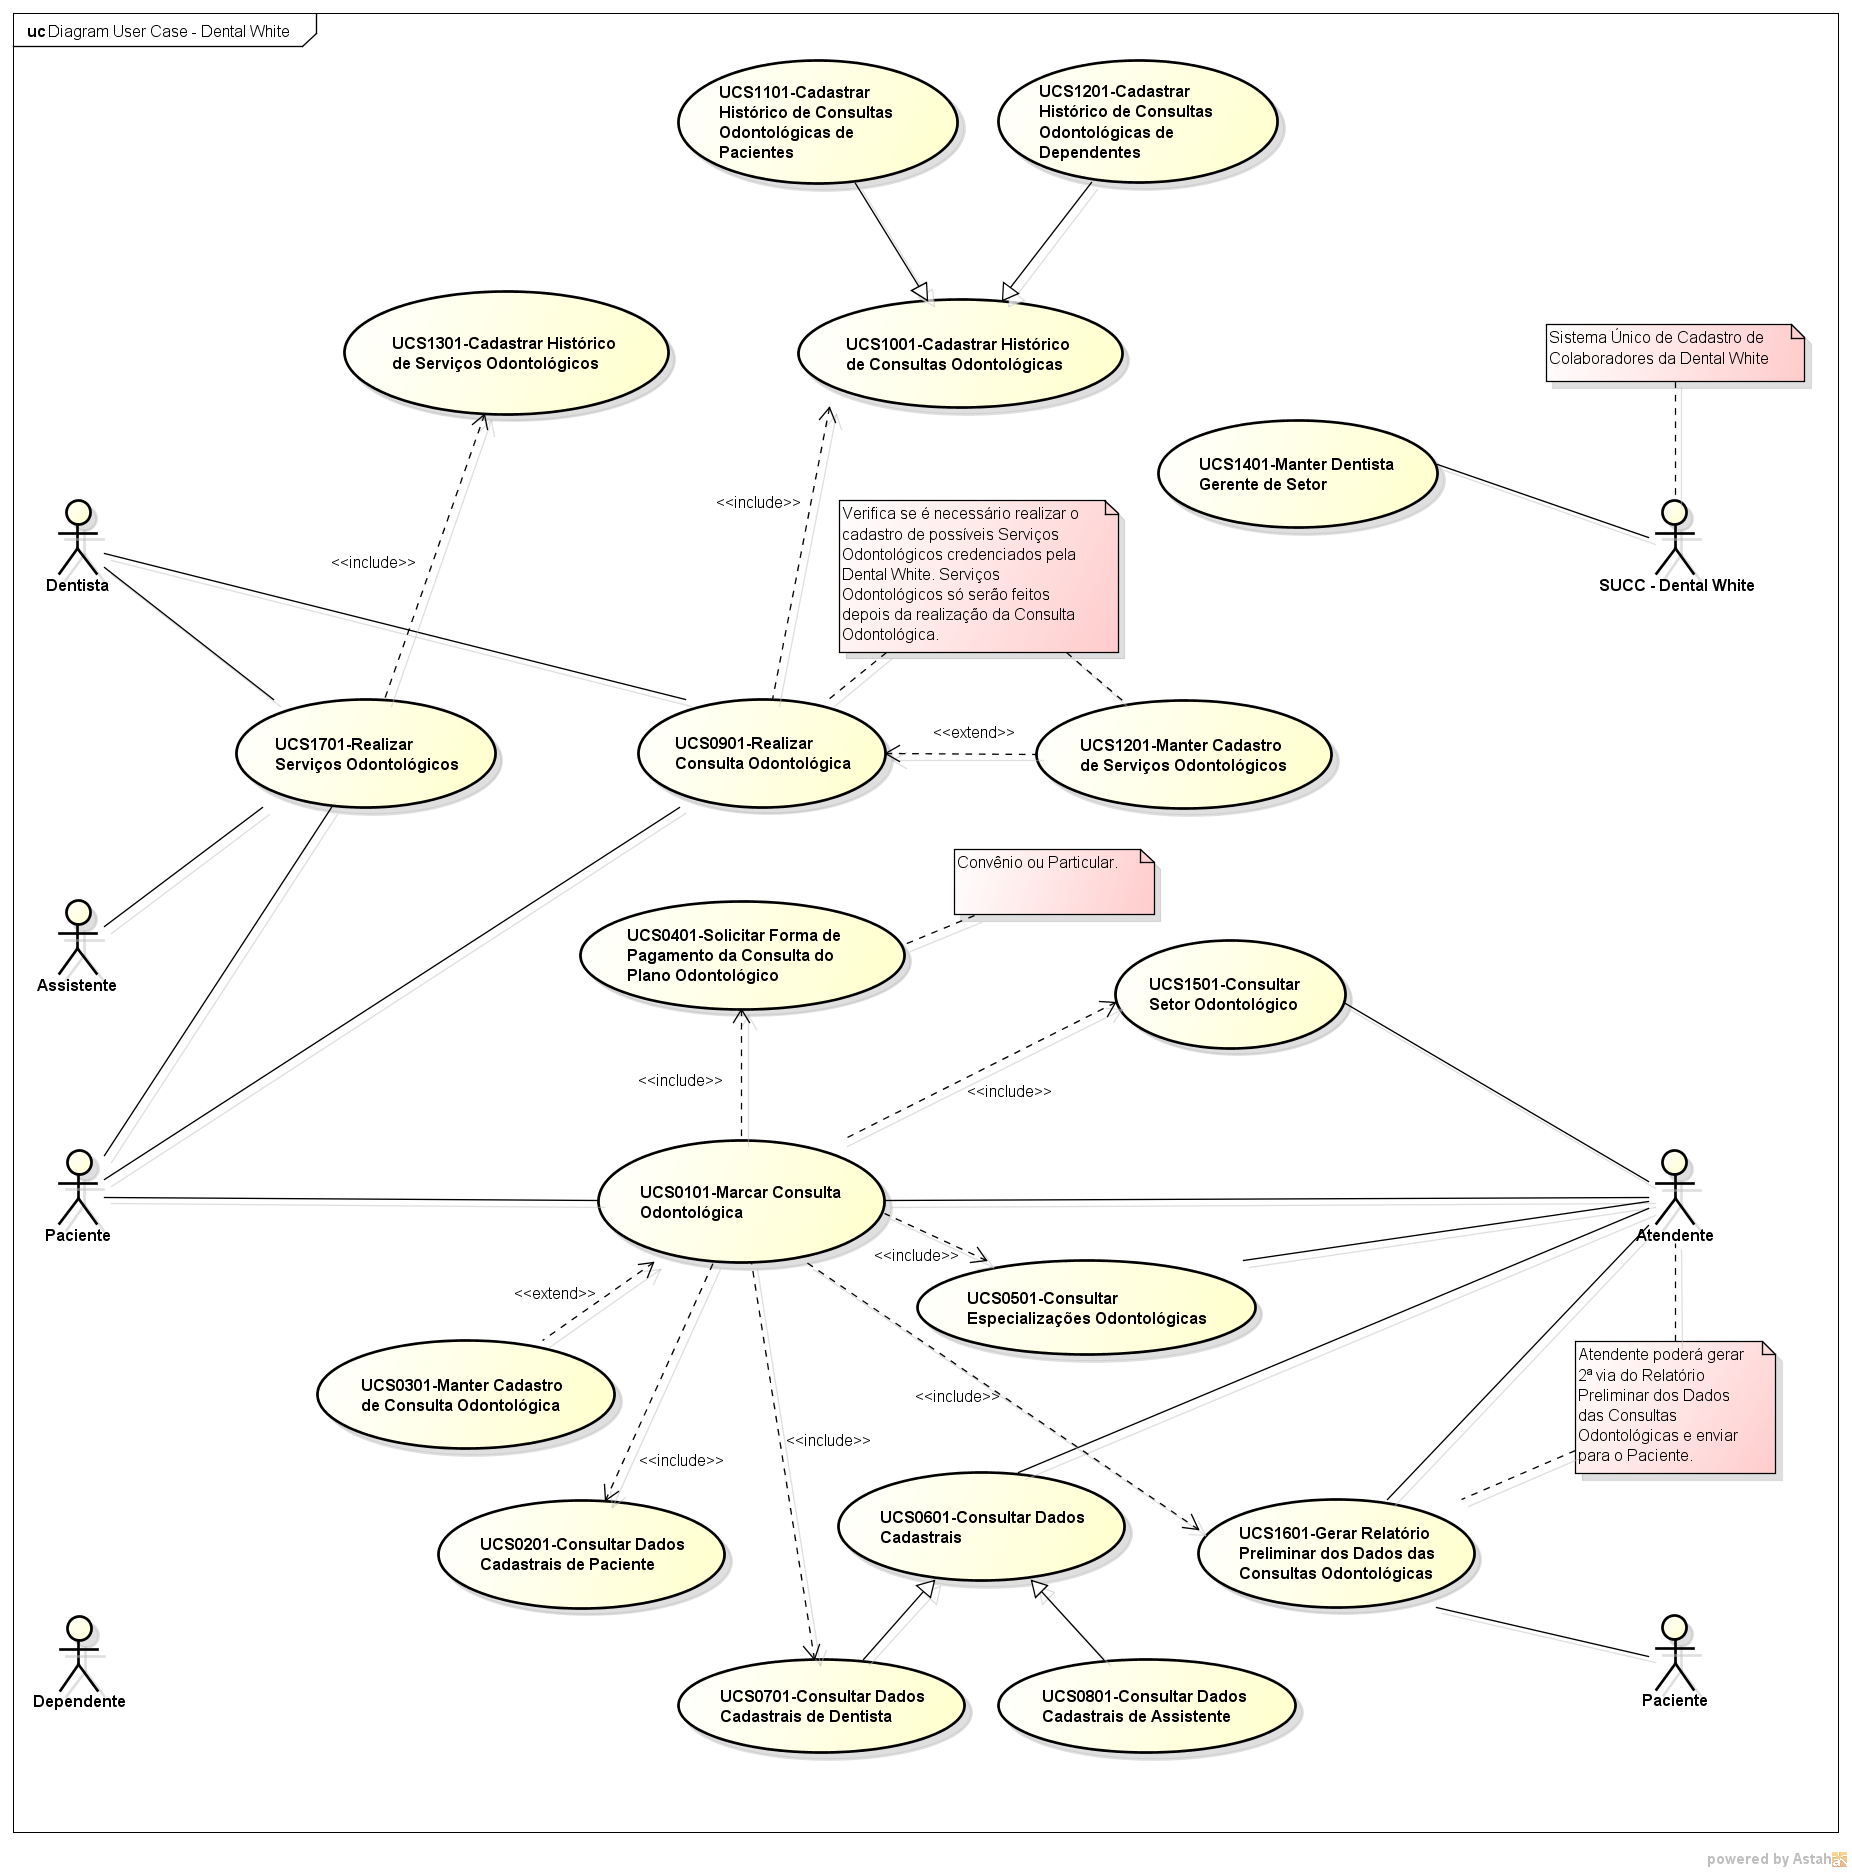 uc Diagram User Case - Dental White
UCS1101-Cadastrar
Histórico de Consultas
Odontológicas de
Pacientes
UCS1201-Cadastrar
Histórico de Consultas
Odontológicas de
Dependentes
UCS1301-Cadastrar Histórico
de Serviços Odontológicos
UCS1001-Cadastrar Histórico
de Consultas Odontológicas
Sistema Único de Cadastro de
Colaboradores da Dental White
UCS1401-Manter Dentista
Gerente de Setor
<<include>>
Verifica se é necessário realizar o
cadastro de possíveis Serviços
Odontológicos credenciados pela
Dental White. Serviços
Odontológicos só serão feitos
depois da realização da Consulta
Odontológica.
<<include>>
Dentista
SUCC - Dental White
UCS1701-Realizar
Serviços Odontológicos
UCS0901-Realizar
Consulta Odontológica
<<extend>>
UCS1201-Manter Cadastro
de Serviços Odontológicos
Convênio ou Particular.
Assistente
UCS0401-Solicitar Forma de
Pagamento da Consulta do
Plano Odontológico
UCS1501-Consultar
Setor Odontológico
<<include>>
<<include>>
Paciente
UCS0101-Marcar Consulta
Odontológica
Atendente
<<include>>
<<extend>>
UCS0501-Consultar
Especializações Odontológicas
UCS0301-Manter Cadastro
de Consulta Odontológica
<<include>>
Atendente poderá gerar
2ª via do Relatório
Preliminar dos Dados
das Consultas
Odontológicas e enviar
para o Paciente.
<<include>>
<<include>>
UCS0201-Consultar Dados
Cadastrais de Paciente
UCS0601-Consultar Dados
Cadastrais
UCS1601-Gerar Relatório
Preliminar dos Dados das
Consultas Odontológicas
Dependente
UCS0701-Consultar Dados
Cadastrais de Dentista
UCS0801-Consultar Dados
Cadastrais de Assistente
Paciente
powered by Astah